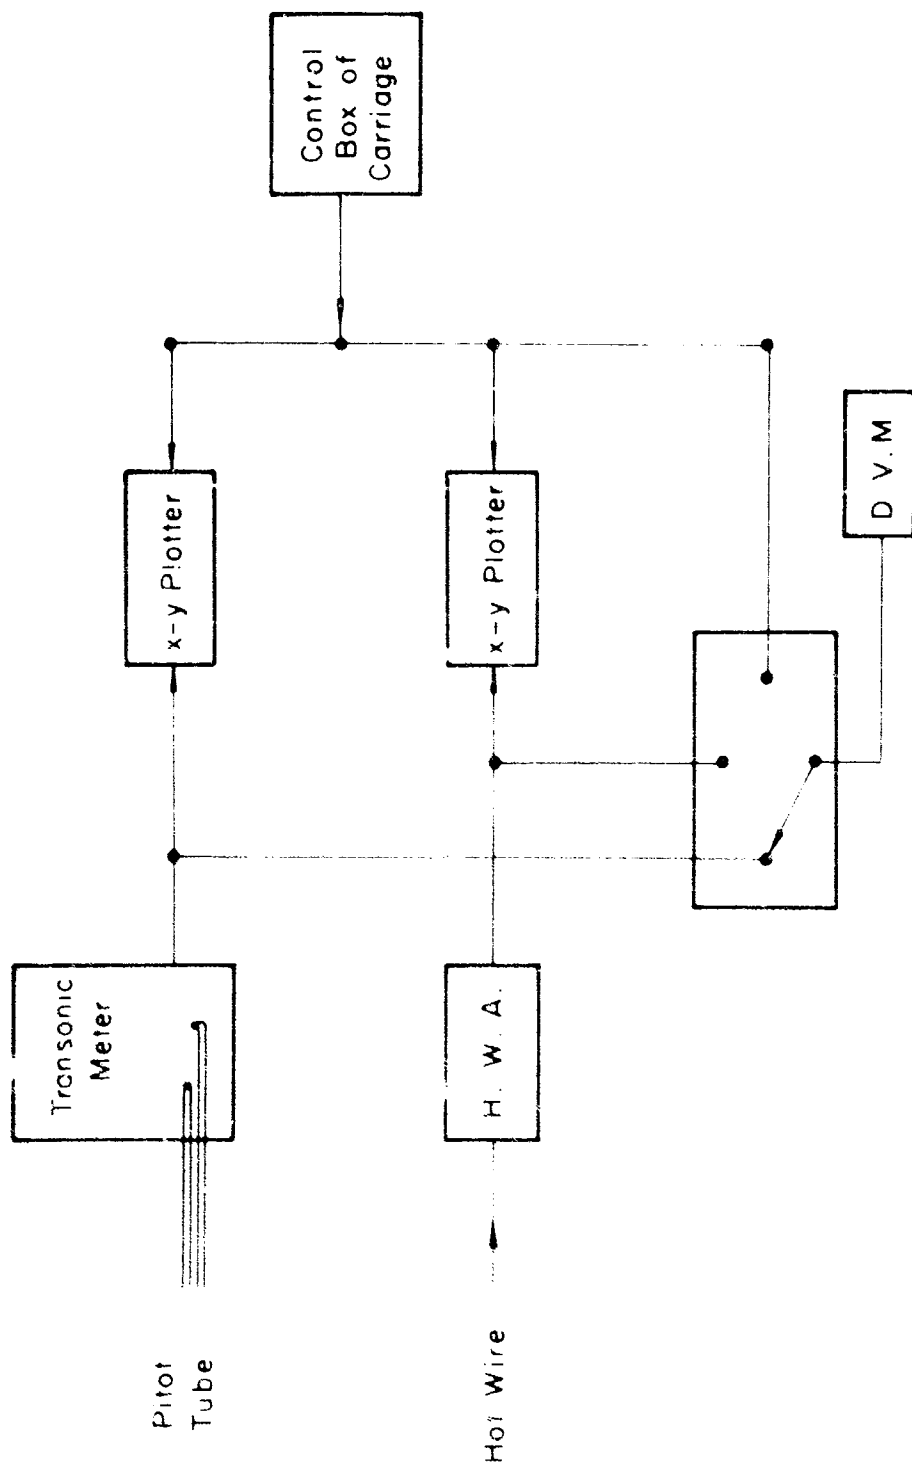 Pitot
Tube
Transonic
Meter
x-y Plotter
Control
Box of
Carriage
Hot Wire
H. W. A.
x-y Plotter
D V.M